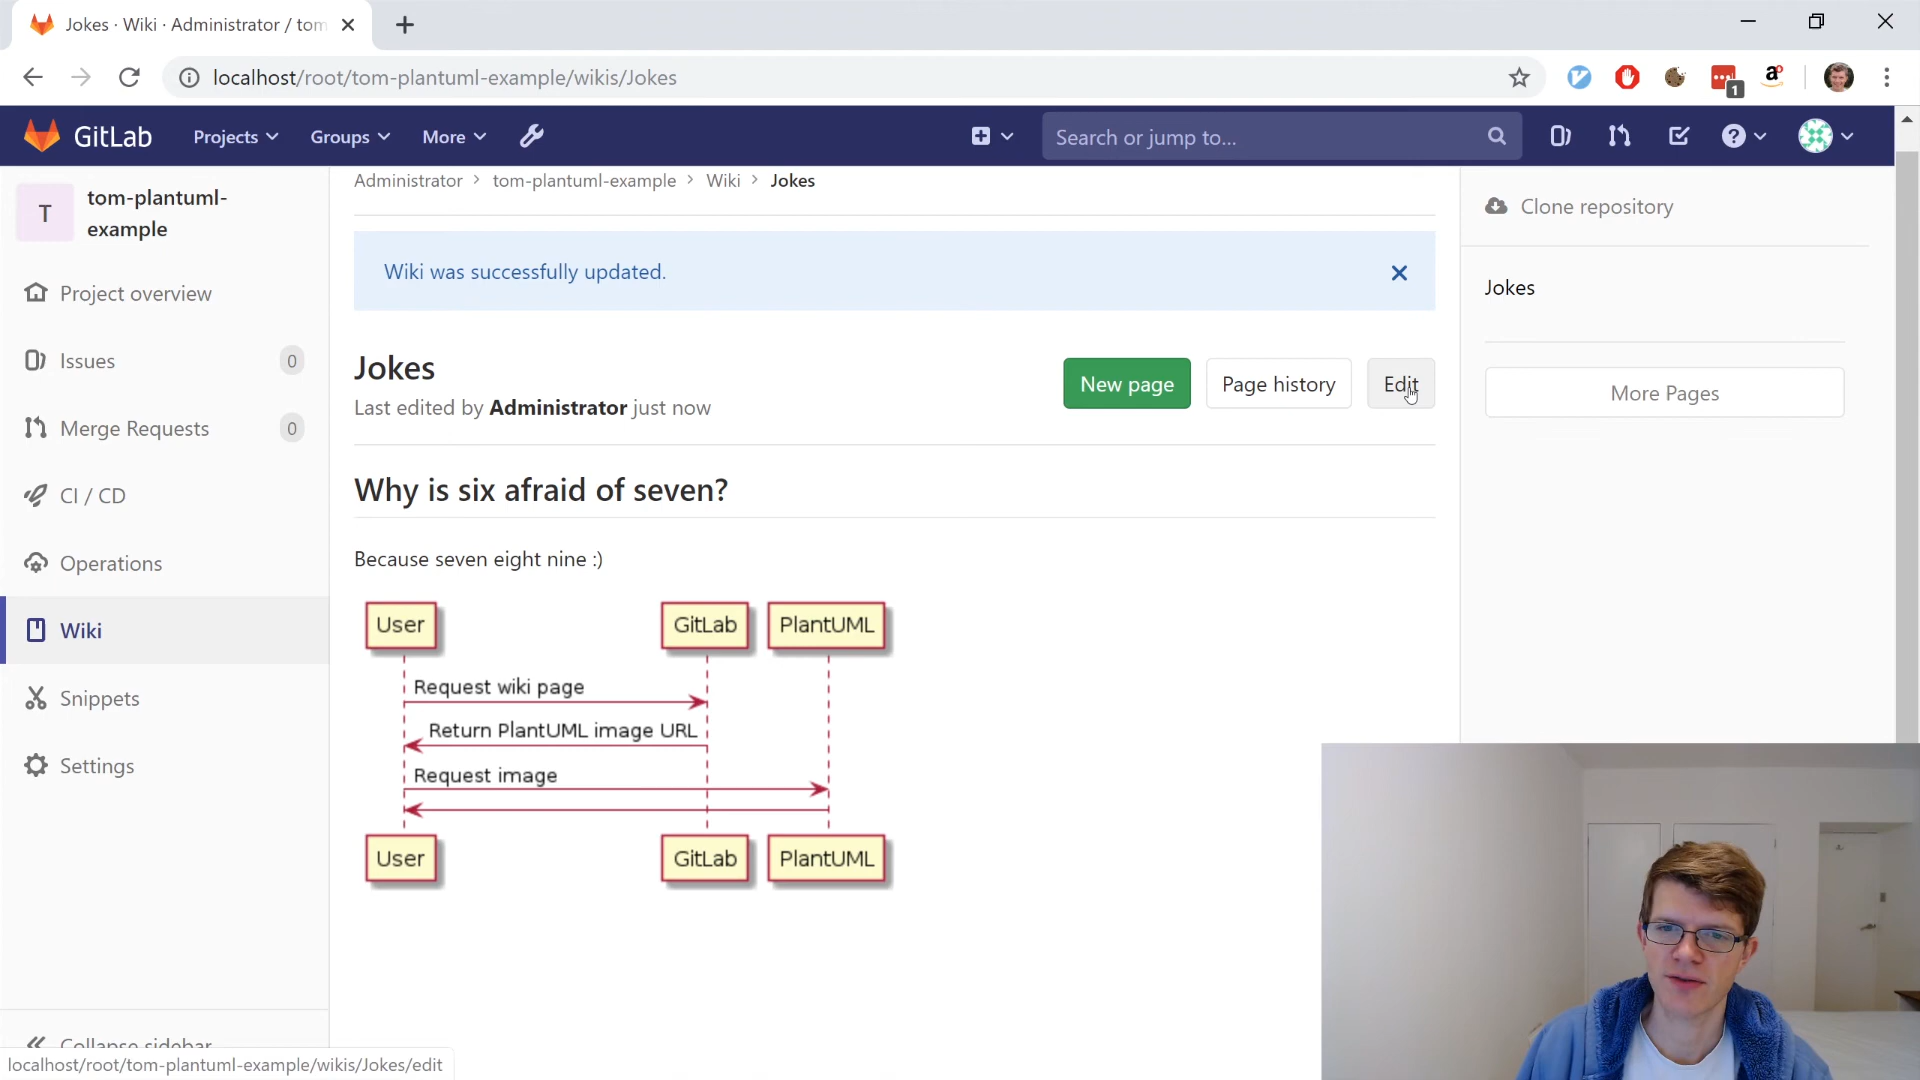 Jokes · Wiki · Administrator / tom
localhost/root/tom-plantuml-example/wikis/Jokes
1
GitLab
Projects
Groups
More
Search or jump to...
T
tom-plantuml-
example
Project overview
Issues
0
Merge Requests
0
CI / CD
Operations
Wiki
Snippets
Settings
Collapse sidebar
localhost/root/tom-plantuml-example/wikis/Jokes/edit
Administrator > tom-plantuml-example > Wiki > Jokes
Wiki was successfully updated.
Jokes
Last edited by Administrator just now
New page
Page history
Edit
Why is six afraid of seven?
Because seven eight nine :)
User
GitLab
PlantUML
Request wiki page
Return PlantUML image URL
Request image
User
GitLab
PlantUML
Clone repository
Jokes
More Pages